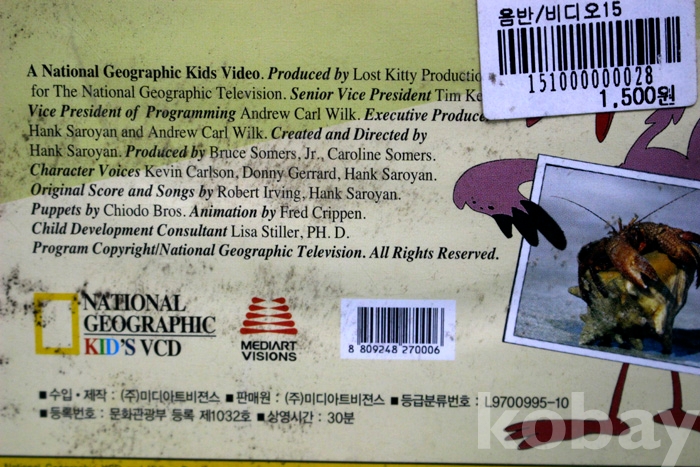 음반/비디오15
151000000028
1,500원
A National Geographic Kids Video. Produced by Lost Kitty
for The National Geographic Television. Senior Vice President Tim
Vice President of Programming Andrew Carl Wilk. Executive
Hank Saroyan and Andrew Carl Wilk. Created and Directed by
Hank Saroyan. Produced by Bruce Somers, Jr., Caroline Somers.
Character Voices Kevin Carlson, Donny Gerrard, Hank Saroyan.
Original Score and Songs by Robert Irving, Hank Saroyan.
Puppets by Chiodo Bros. Animation by Fred Crippen.
Child Development Consultant Lisa Stiller, PH. D.
Program Copyright/National Geographic Television. All Rights Reserved.
NATIONAL
GEOGRAPHIC
KID'S VCD
MEDIART
VISIONS
8 809248 270006
■수입·제작 : (주)미디아트비젼스 ■판매원 : (주)미디아트비젼스 ■등급분류번호 : L9700995-10
■등록번호 : 문화관광부 등록 제1032호 ■상영시간 : 30분
kobay